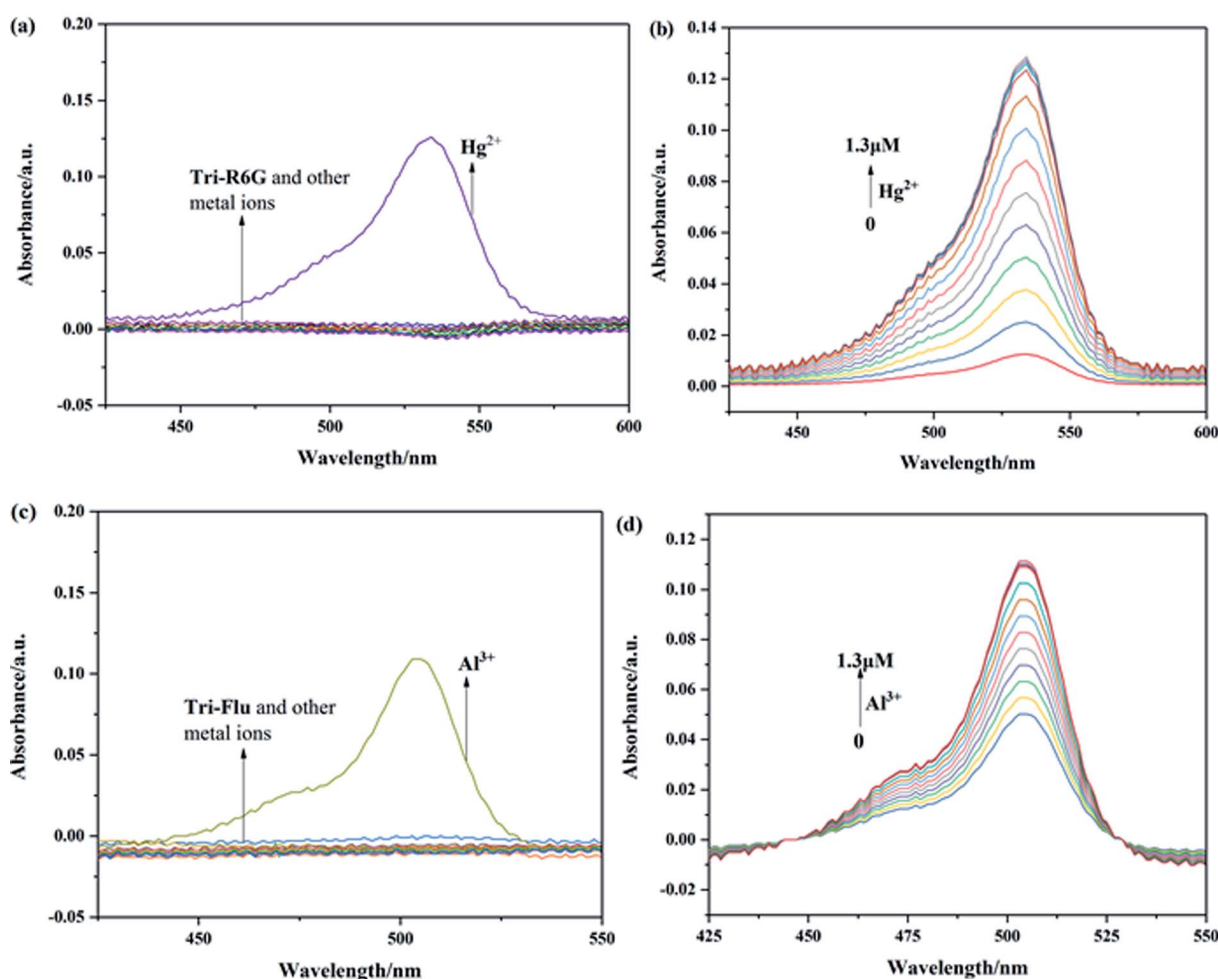 (a)
0.20
0.15
0.10
0.05
0.00
-0.05
Absorbance/a.u.
Tri-R6G and other
metal ions
Hg²⁺
450
500
550
600
Wavelength/nm
(b)
0.14
0.12
0.10
0.08
0.06
0.04
0.02
0.00
Absorbance/a.u.
1.3μM
Hg²⁺
0
450
500
550
600
Wavelength/nm
(c)
0.20
0.15
0.10
0.05
0.00
-0.05
Absorbance/a.u.
Tri-Flu and other
metal ions
Al³⁺
450
500
550
Wavelength/nm
(d)
0.12
0.10
0.08
0.06
0.04
0.02
0.00
-0.02
Absorbance/a.u.
1.3μM
Al³⁺
0
425
450
475
500
525
550
Wavelength/nm